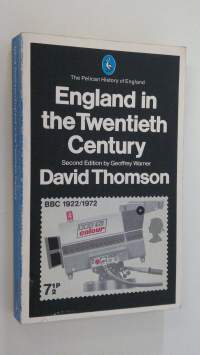 The Pelican History of England
England in
the Twentieth
Century
Second Edition by Geoffrey Warner
David Thomson
BBC 1922/1972
colour
7½P